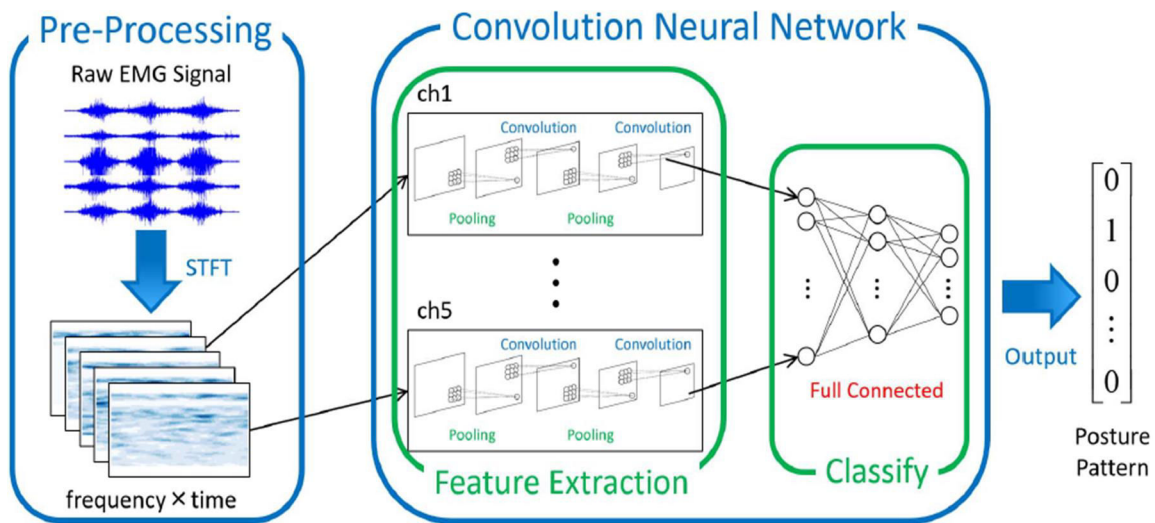 Pre-Processing
Raw EMG Signal
STFT
frequency × time
Convolution Neural Network
ch1
Convolution Convolution
Pooling Pooling
ch5
Convolution Convolution
Pooling Pooling
Feature Extraction
Full Connected
Classify
Output
0
1
0
⋮
0
Posture
Pattern